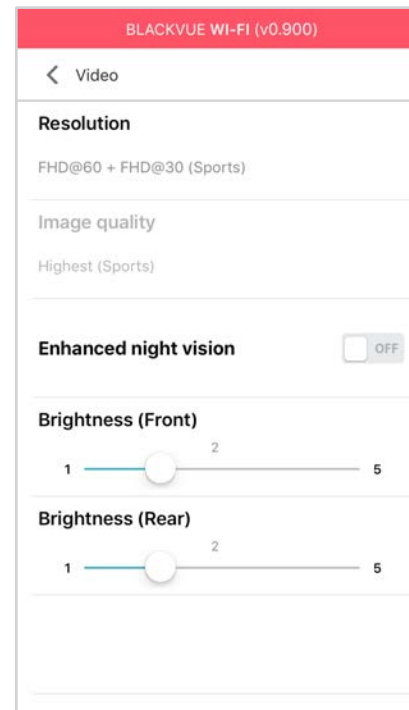 BLACKVUE WI-FI (v0.900)
Video
Resolution
FHD@60 + FHD@30 (Sports)
Image quality
Highest (Sports)
Enhanced night vision OFF
Brightness (Front)
2
1 5
Brightness (Rear)
2
1 5